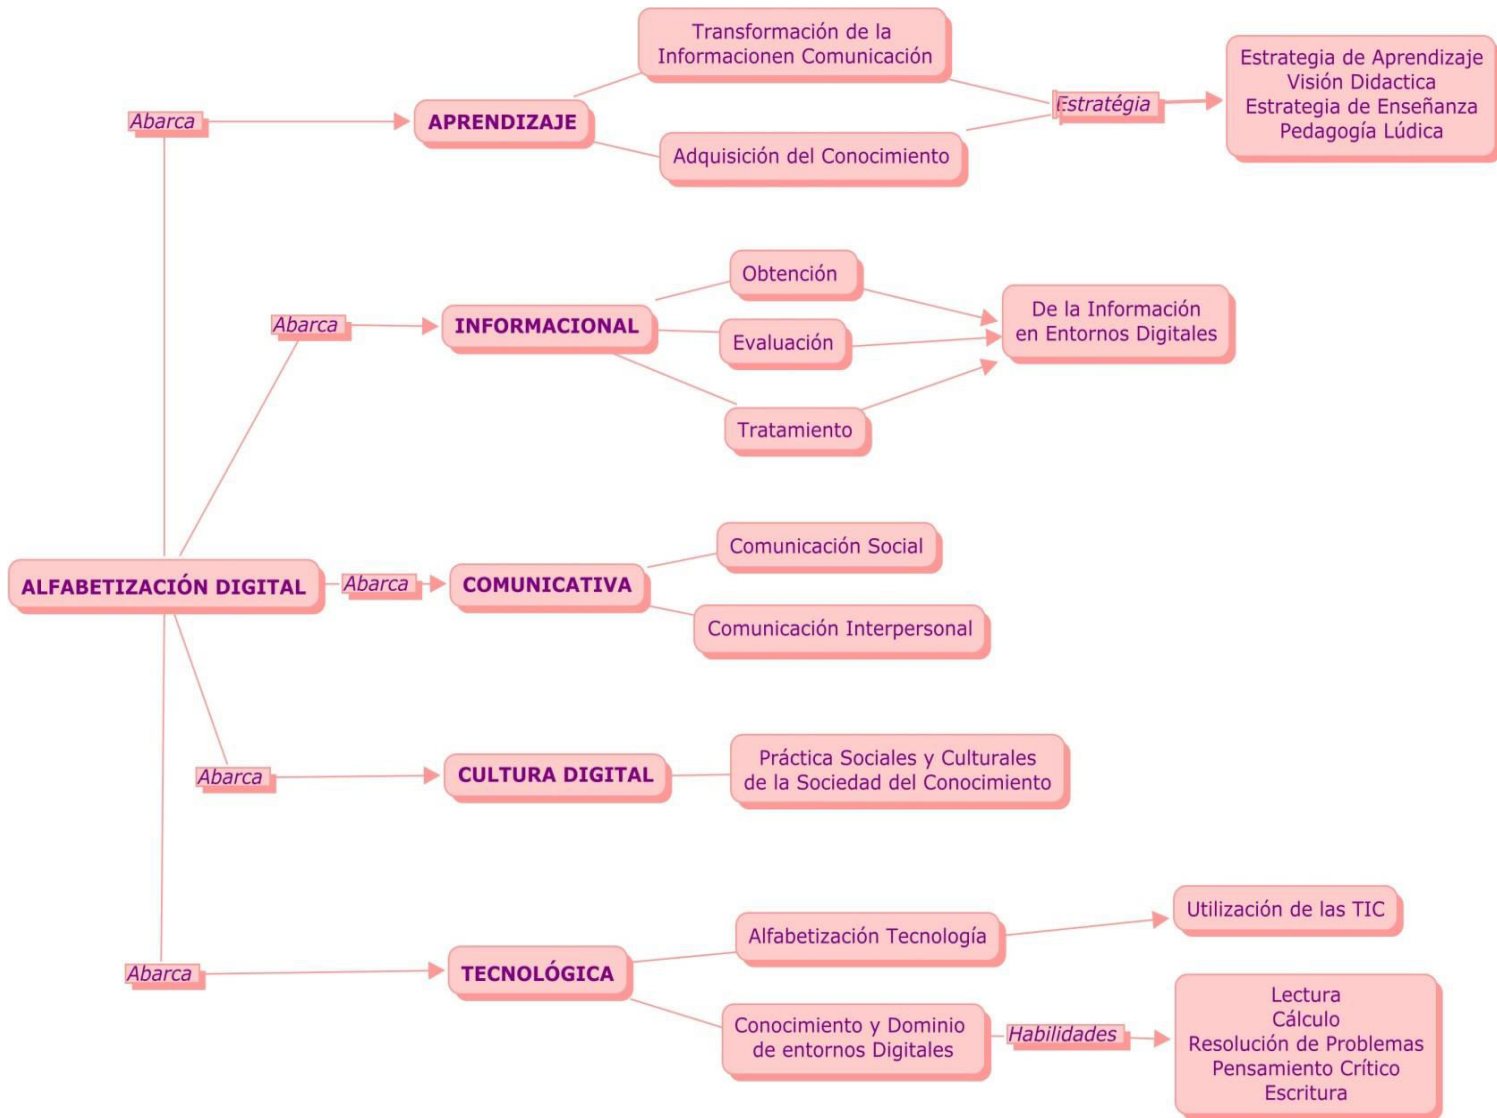 Transformación de la
Informacionen Comunicación
Estrategia de Aprendizaje
Visión Didactica
Estrategia de Enseñanza
Pedagogía Lúdica
Estratégia
Abarca
APRENDIZAJE
Adquisición del Conocimiento
Obtención
De la Información
en Entornos Digitales
Abarca
INFORMACIONAL
Evaluación
Tratamiento
Comunicación Social
ALFABETIZACIÓN DIGITAL
Abarca
COMUNICATIVA
Comunicación Interpersonal
Abarca
CULTURA DIGITAL
Práctica Sociales y Culturales
de la Sociedad del Conocimiento
Utilización de las TIC
Alfabetización Tecnología
Abarca
TECNOLÓGICA
Conocimiento y Dominio
de entornos Digitales
Habilidades
Lectura
Cálculo
Resolución de Problemas
Pensamiento Crítico
Escritura